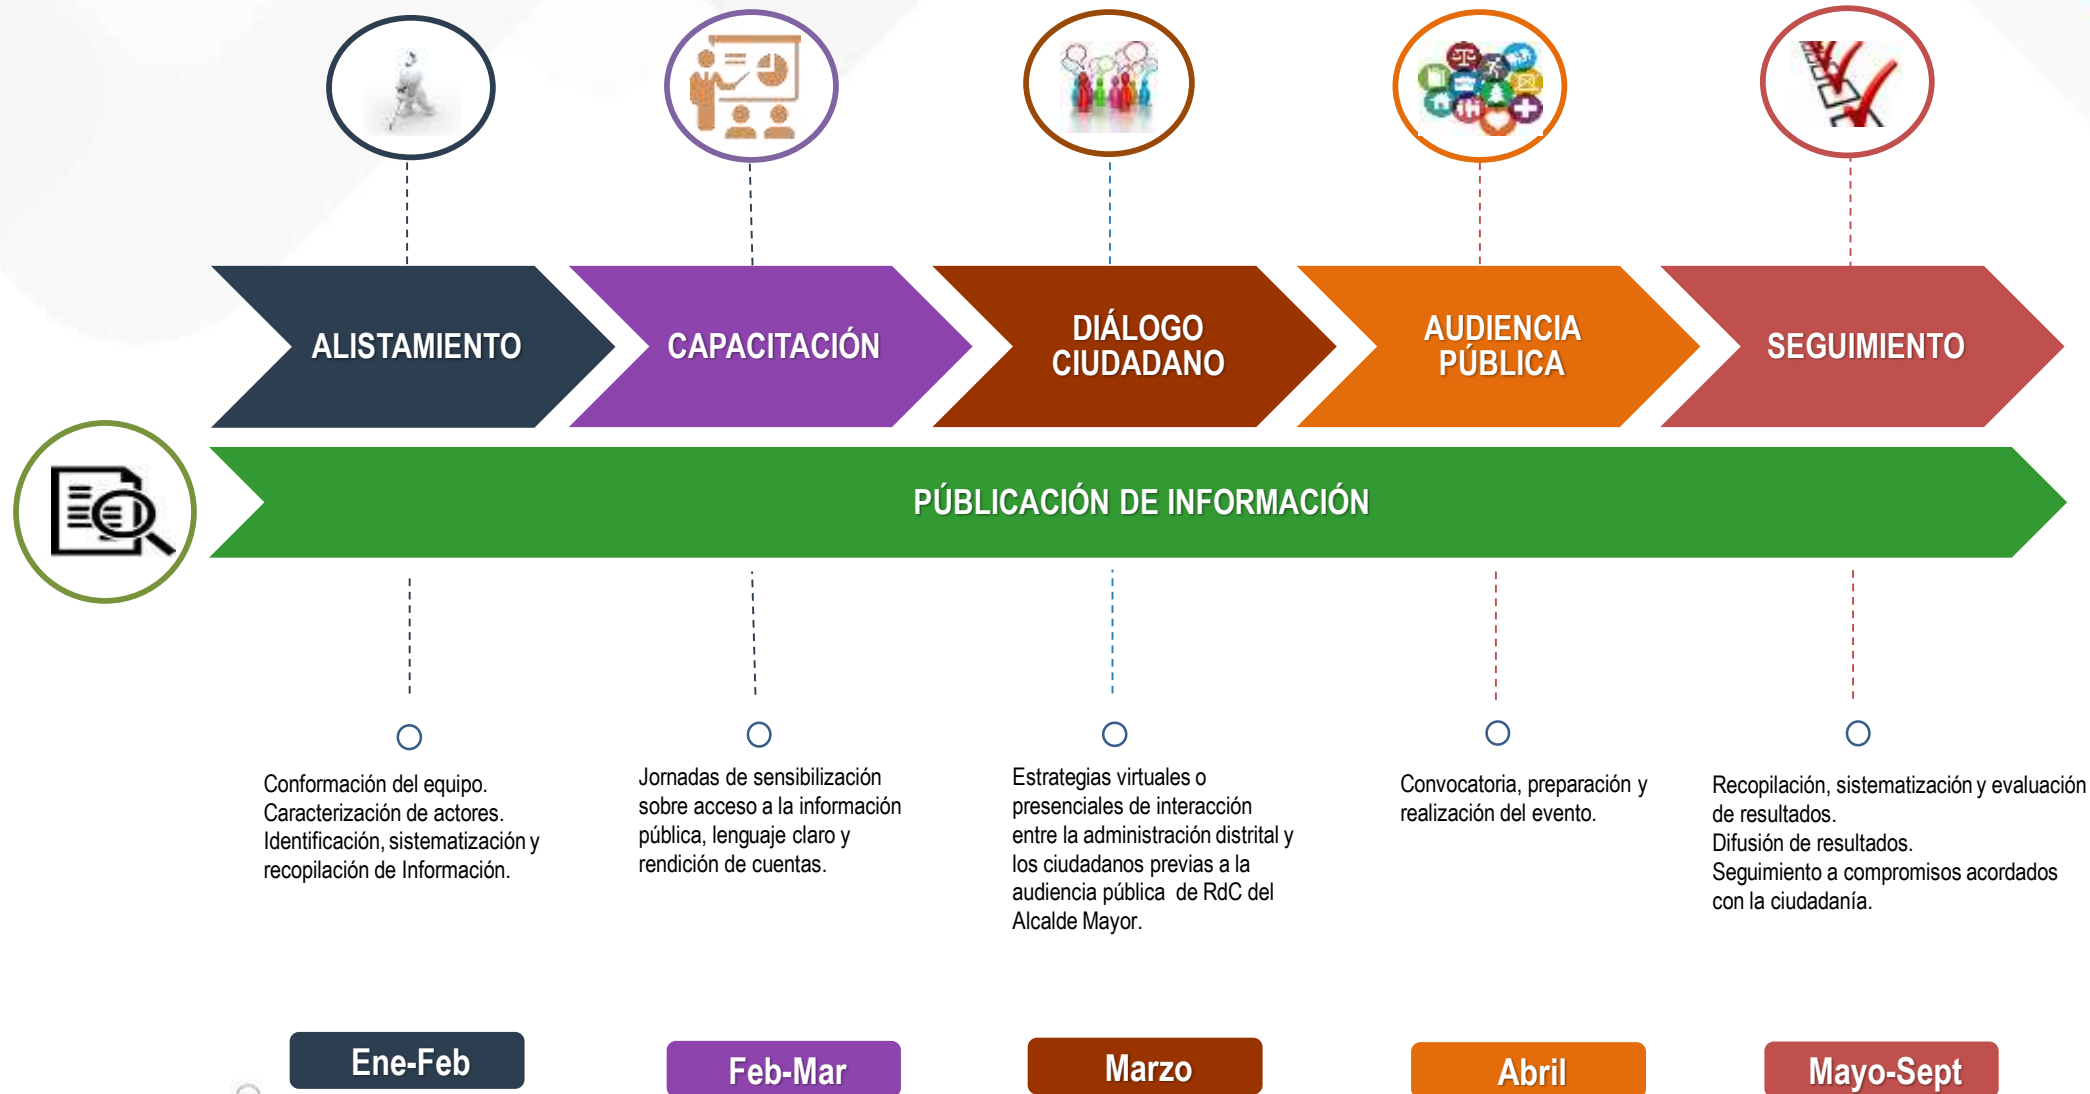 ALISTAMIENTO
CAPACITACIÓN
DIÁLOGO
CIUDADANO
AUDIENCIA
PÚBLICA
SEGUIMIENTO
PÚBLICACIÓN DE INFORMACIÓN
Conformación del equipo.
Caracterización de actores.
Identificación, sistematización y
recopilación de Información.
Jornadas de sensibilización
sobre acceso a la información
pública, lenguaje claro y
rendición de cuentas.
Estrategias virtuales o
presenciales de interacción
entre la administración distrital y
los ciudadanos previas a la
audiencia pública de RdC del
Alcalde Mayor.
Convocatoria, preparación y
realización del evento.
Recopilación, sistematización y evaluación
de resultados.
Difusión de resultados.
Seguimiento a compromisos acordados
con la ciudadanía.
Ene-Feb
Feb-Mar
Marzo
Abril
Mayo-Sept